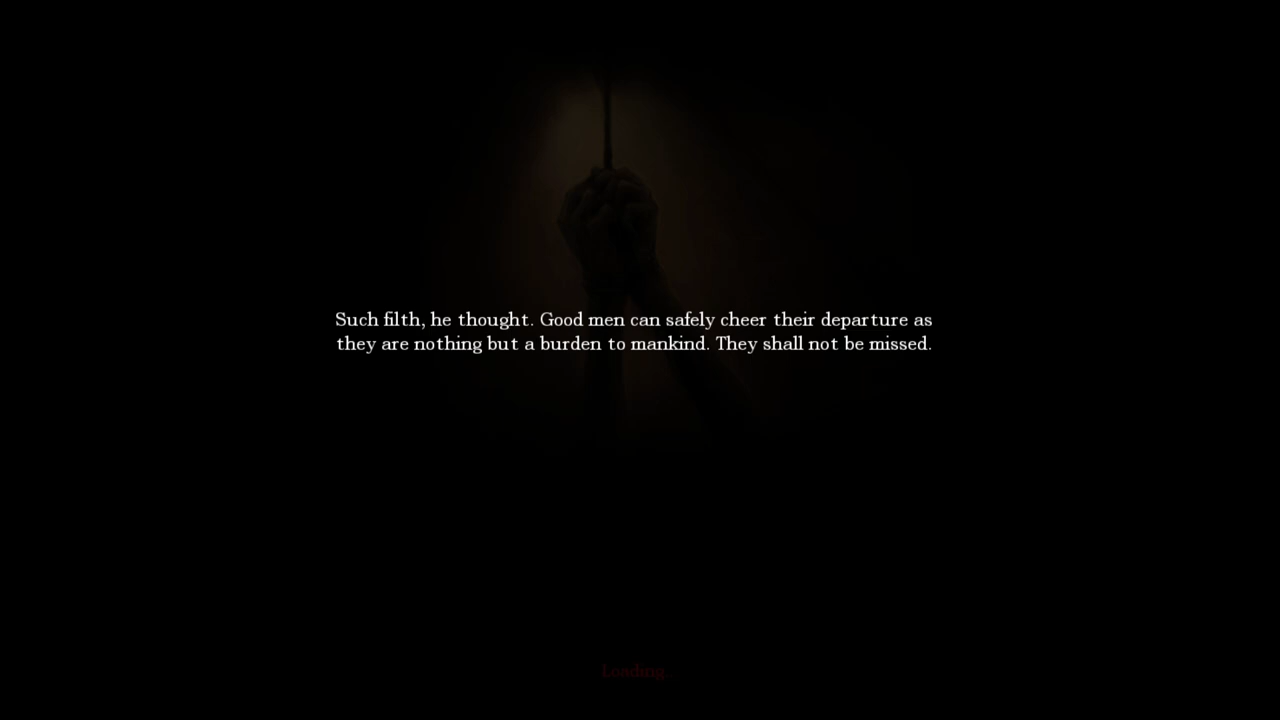 Such filth, he thought. Good men can safely cheer their departure as
they are nothing but a burden to mankind. They shall not be missed.
Loading